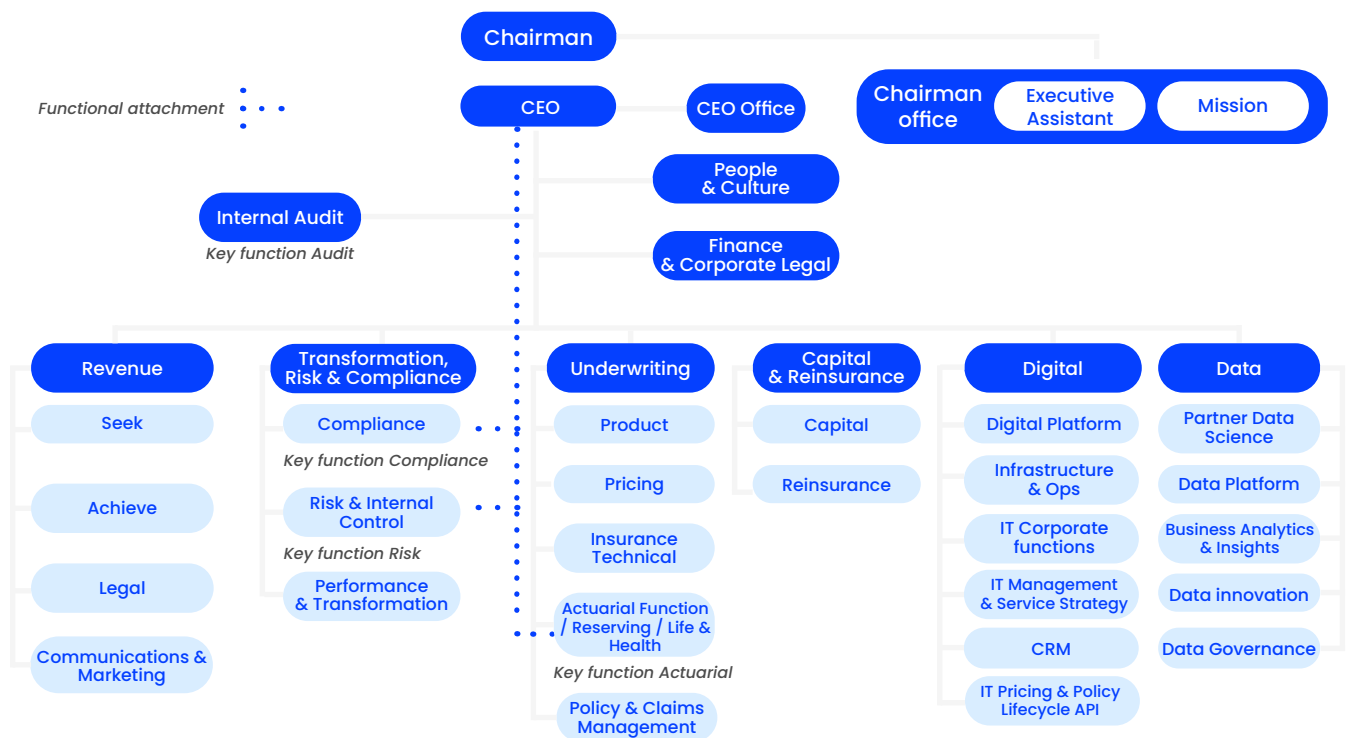 Chairman
Chairman
office
Executive
Assistant
Mission
Functional attachment
CEO
CEO Office
People
& Culture
Internal Audit
Key function Audit
Finance
& Corporate Legal
Revenue
Seek
Achieve
Legal
Communications &
Marketing
Transformation,
Risk & Compliance
Compliance
Key function Compliance
Risk & Internal
Control
Key function Risk
Performance
& Transformation
Underwriting
Product
Pricing
Insurance
Technical
Actuarial Function
/ Reserving / Life &
Health
Key function Actuarial
Policy & Claims
Management
Capital
& Reinsurance
Capital
Reinsurance
Digital
Digital Platform
Infrastructure
& Ops
IT Corporate
functions
IT Management
& Service Strategy
CRM
IT Pricing & Policy
Lifecycle API
Data
Partner Data
Science
Data Platform
Business Analytics
& Insights
Data innovation
Data Governance